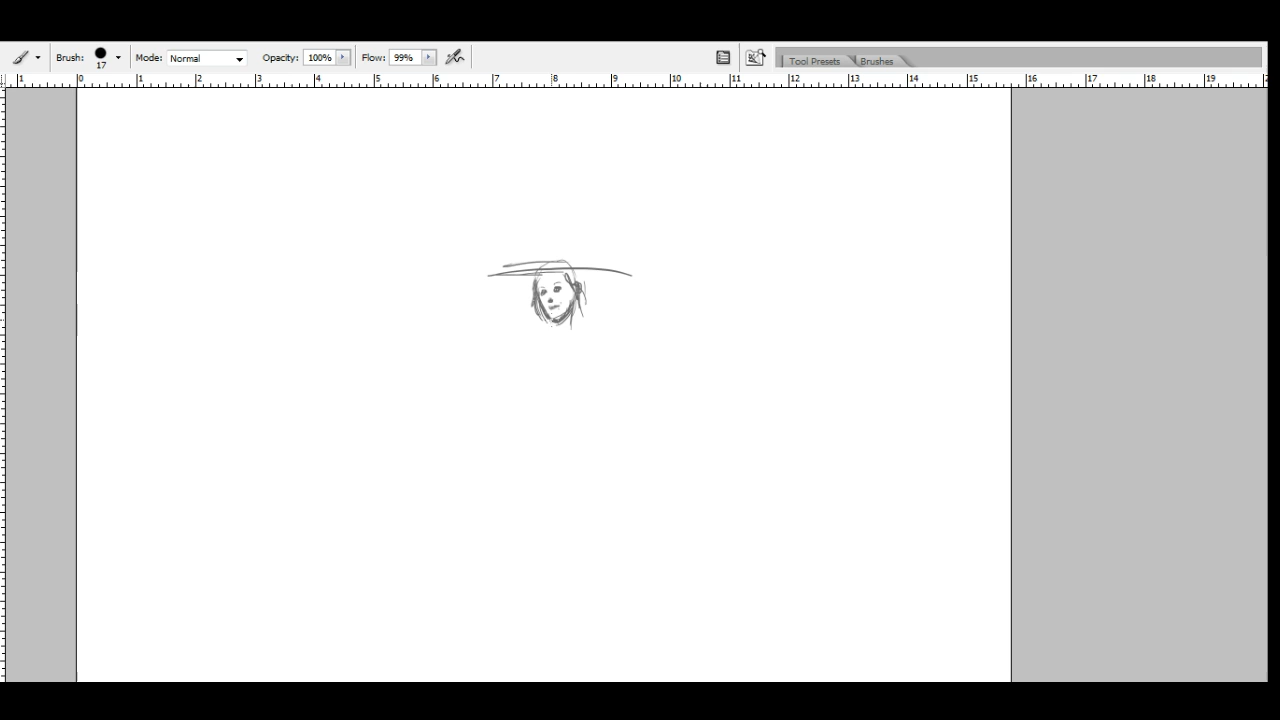 Brush: 17 Mode: Normal Opacity: 100% Flow: 99% Tool Presets Brushes
1 0 1 2 3 4 5 6 7 8 9 10 11 12 13 14 15 16 17 18 19